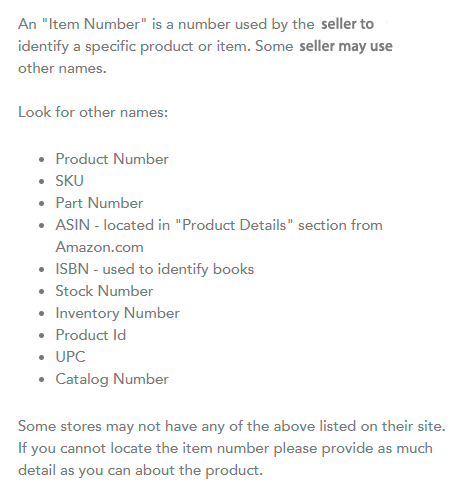 An "Item Number" is a number used by the seller to
identify a specific product or item. Some seller may use
other names.
Look for other names:
• Product Number
• SKU
• Part Number
• ASIN - located in "Product Details" section from
Amazon.com
• ISBN - used to identify books
• Stock Number
• Inventory Number
• Product Id
• UPC
• Catalog Number
Some stores may not have any of the above listed on their site.
If you cannot locate the item number please provide as much
detail as you can about the product.